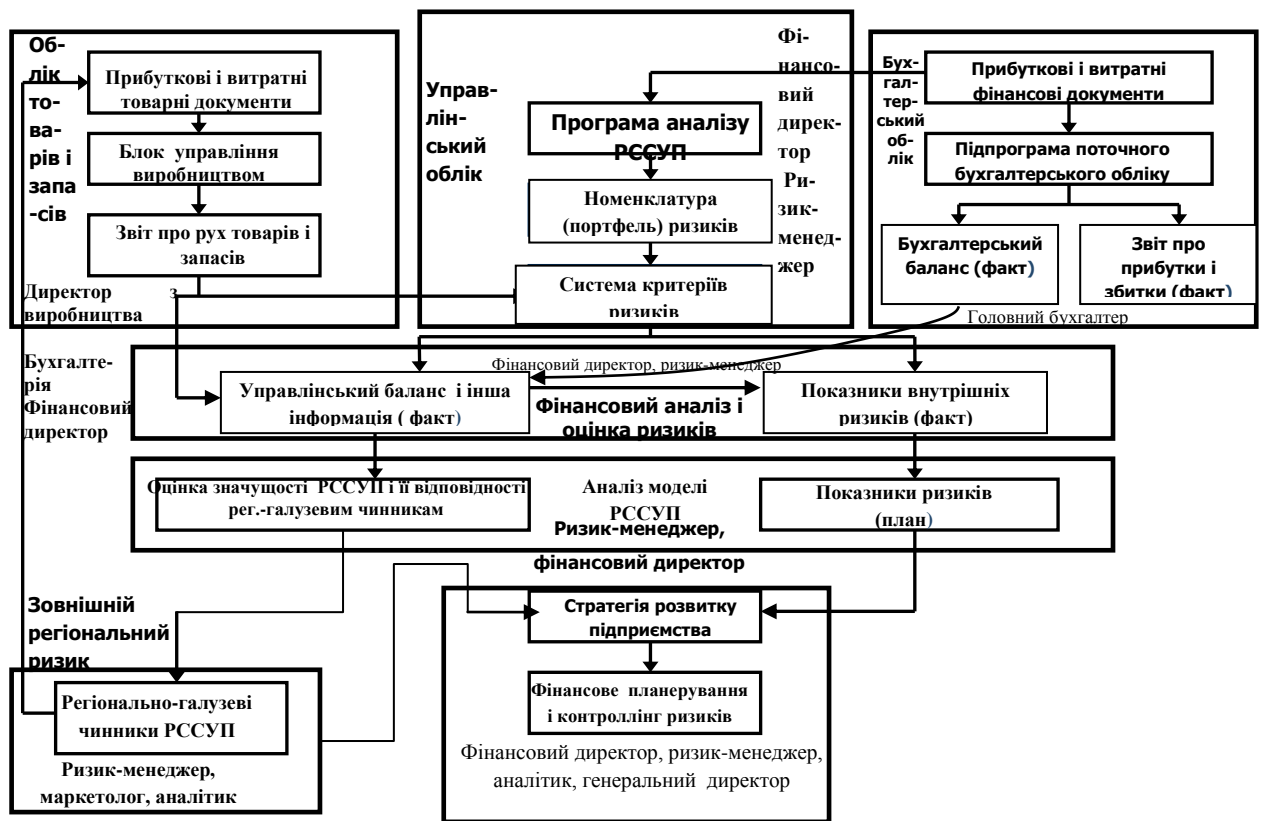 Об-
лік
то-
ва-
рів і
запа
-сів
Прибуткові і витратні
товарні документи
Блок управління
виробництвом
Звіт про рух товарів і
запасів
Директор з
виробництва
Управ-
лін-
ський
облік
Програма аналізу
РССУП
Номенклатура
(портфель) ризиків
Система критеріїв
ризиків
Фі-
нансо-
вий
дирек-
тор
Ри-
зик-
менед-
жер
Бух-
гал-
тер-
ський
об-
лік
Прибуткові і витратні
фінансові документи
Підпрограма поточного
бухгалтерського обліку
Бухгалтерський
баланс (факт)
Звіт про
прибутки і
збитки (факт)
Головний бухгалтер
Бухгалте-
рія
Фінансовий
директор
Фінансовий директор, ризик-менеджер
Управлінський баланс і інша
інформація ( факт)
Фінансовий аналіз і
оцінка ризиків
Показники внутрішніх
ризиків (факт)
Оцінка значущості РССУП і її відповідності
рег.-галузевим чинникам
Аналіз моделі
РССУП
Ризик-менеджер,
фінансовий директор
Показники ризиків
(план)
Зовнішній
регіональний
ризик
Регіонально-галузеві
чинники РССУП
Ризик-менеджер,
маркетолог, аналітик
Стратегія розвитку
підприємства
Фінансове планерування
і контроллінг ризиків
Фінансовий директор, ризик-менеджер,
аналітик, генеральний директор